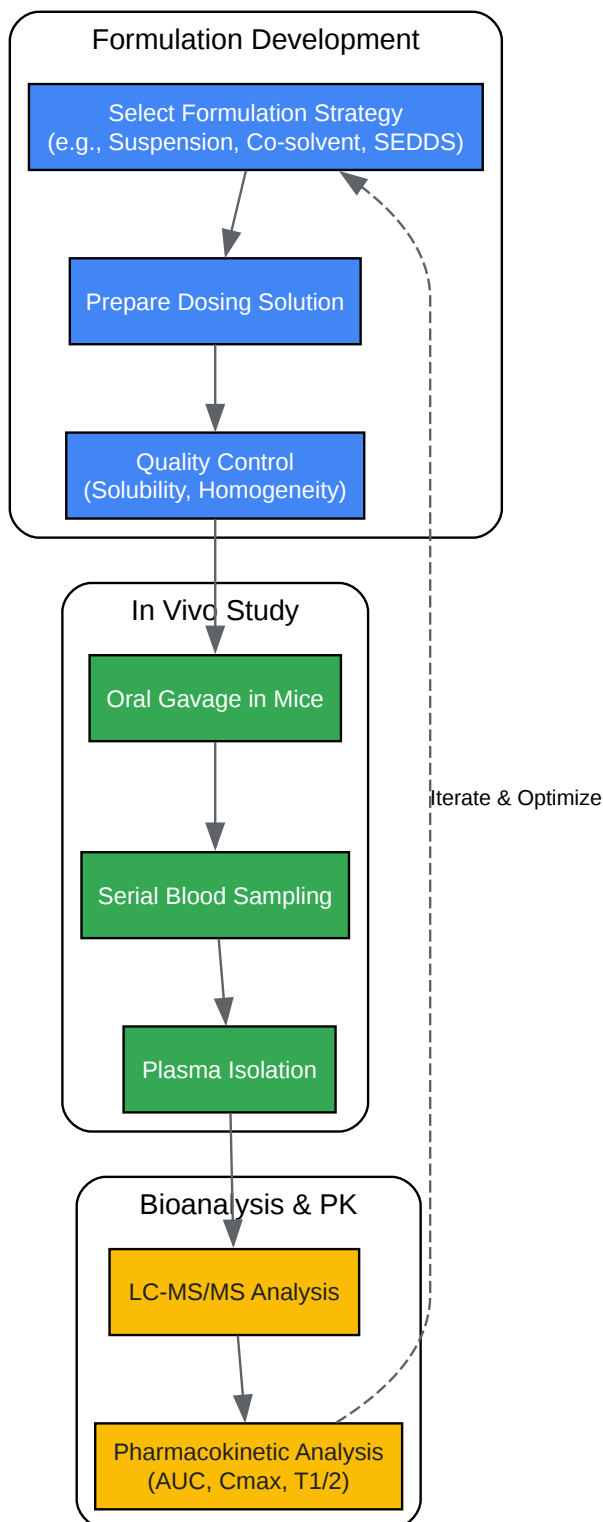 Formulation Development
Select Formulation Strategy
(e.g., Suspension, Co-solvent, SEDDS)
Prepare Dosing Solution
Quality Control
(Solubility, Homogeneity)
In Vivo Study
Oral Gavage in Mice
Iterate & Optimize
Serial Blood Sampling
Plasma Isolation
Bioanalysis & PK
LC-MS/MS Analysis
Pharmacokinetic Analysis
(AUC, Cmax, T1/2)